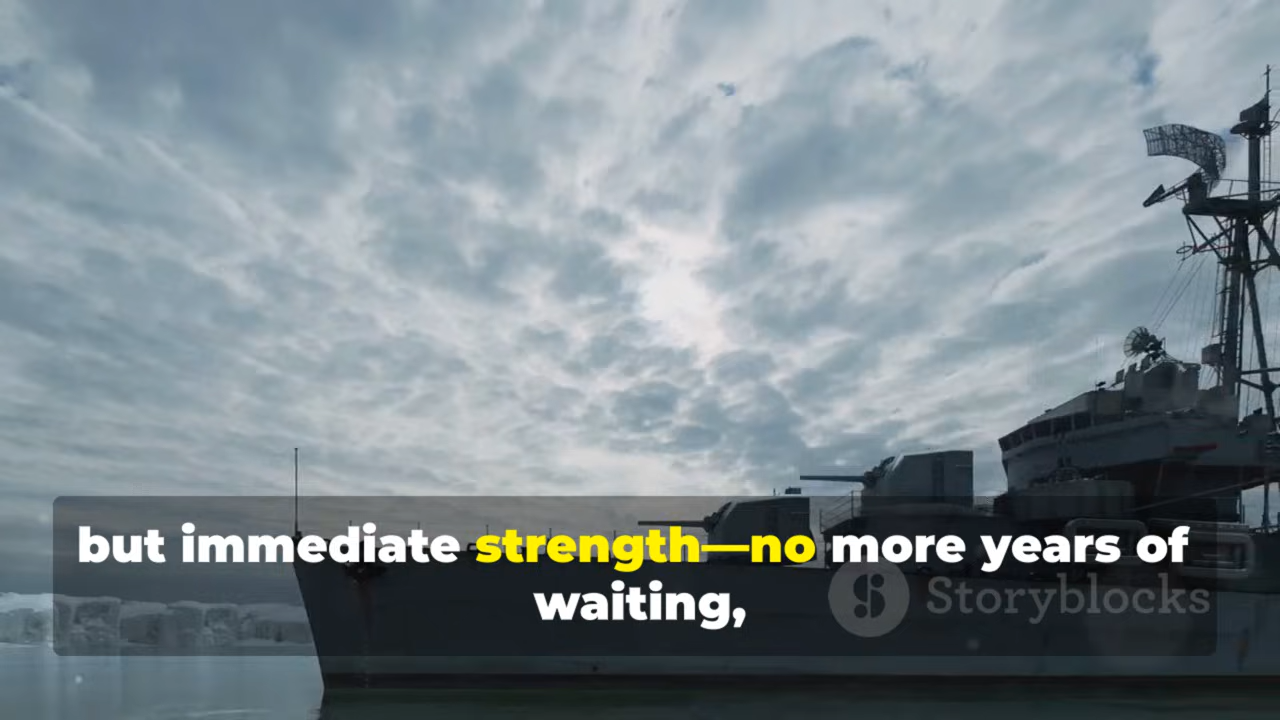 but immediate strength—no more years of
waiting,
Storyblocks